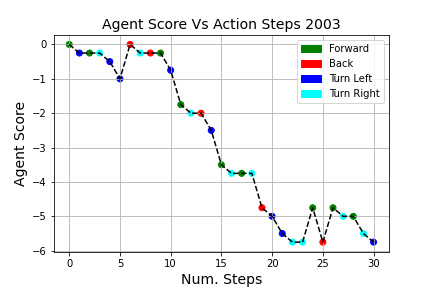 Agent Score Vs Action Steps 2003
Agent Score
0
−1
−2
−3
−4
−5
−6
Forward
Back
Turn Left
Turn Right
0 5 10 15 20 25 30
Num. Steps